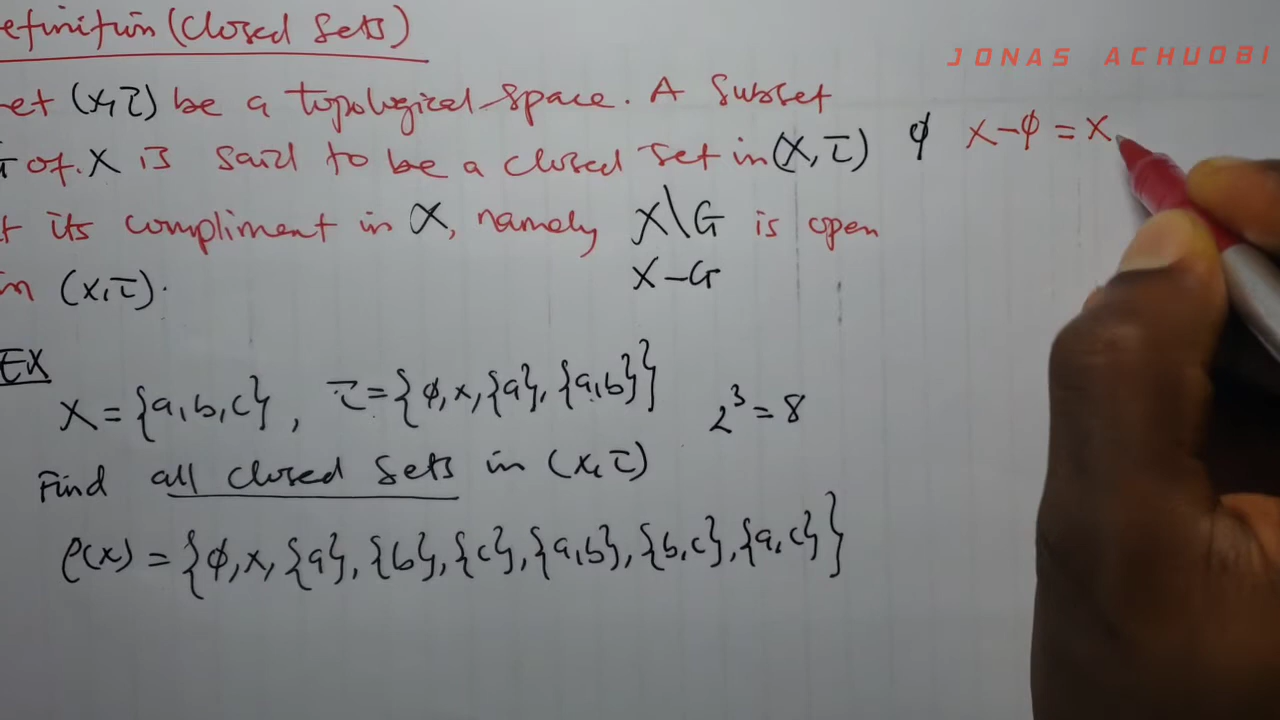 efinition (Closed Sets)
JONAS ACHUOBI
et (X,τ) be a topological space. A subset
of X is said to be a closed set in (X,τ)
φ X-φ = X
f its compliment in X, namely X\G is open
X-G
in (X,τ).
EX
X = {a,b,c}, τ = {φ,x,{a},{a,b}}
2³ = 8
Find all closed sets in (X,τ)
P(x) = {φ,x,{a},{b},{c},{a,b},{b,c},{a,c}}